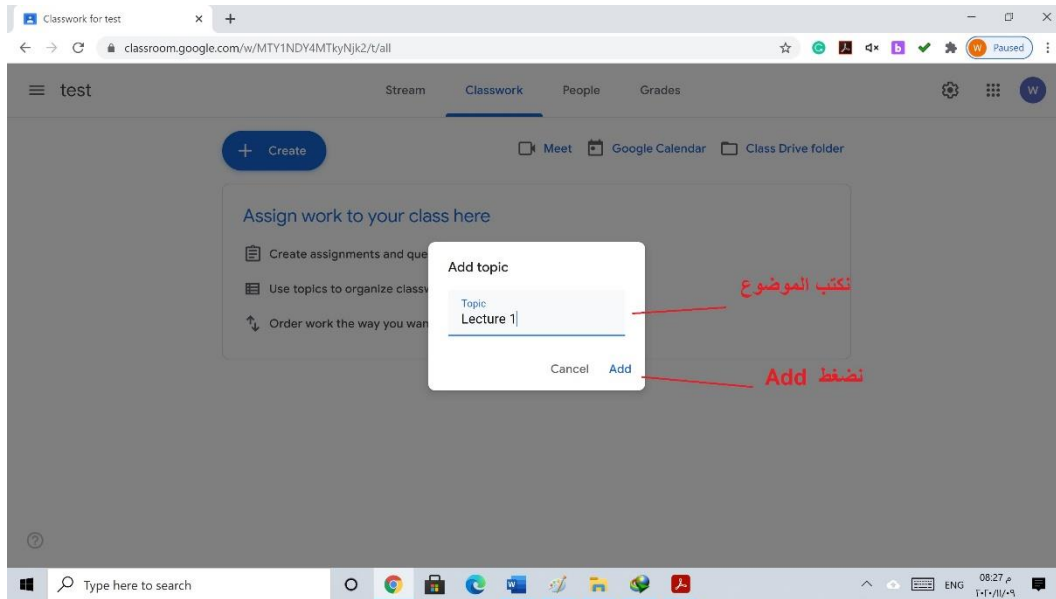 Classwork for test
classroom.google.com/w/MTY1NDY4MTkyNjk2/t/all
Paused
test
Stream Classwork People Grades
W
Create
Meet Google Calendar Class Drive folder
Assign work to your class here
Create assignments and que
Use topics to organize classw
Order work the way you wan
Add topic
Topic
Lecture 1
Cancel Add
نكتب الموضوع
نضغط Add
Type here to search
ENG
08:27 م
٢٠٢٠/١١/٠٩